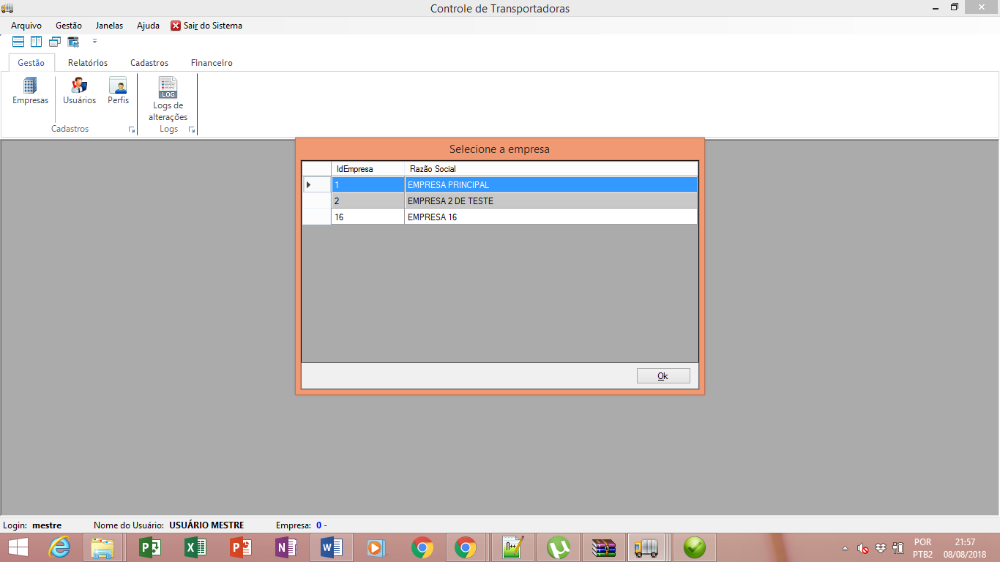 Controle de Transportadoras
Arquivo Gestão Janelas Ajuda Sair do Sistema
Gestão Relatórios Cadastros Financeiro
Empresas Usuários Perfis LOG
Logs de
alterações
Cadastros Logs
Selecione a empresa
IdEmpresa Razão Social
1 EMPRESA PRINCIPAL
2 EMPRESA 2 DE TESTE
16 EMPRESA 16
Ok
Login: mestre Nome do Usuário: USUÁRIO MESTRE Empresa: 0 -
POR 21:57
PTB2 08/08/2018